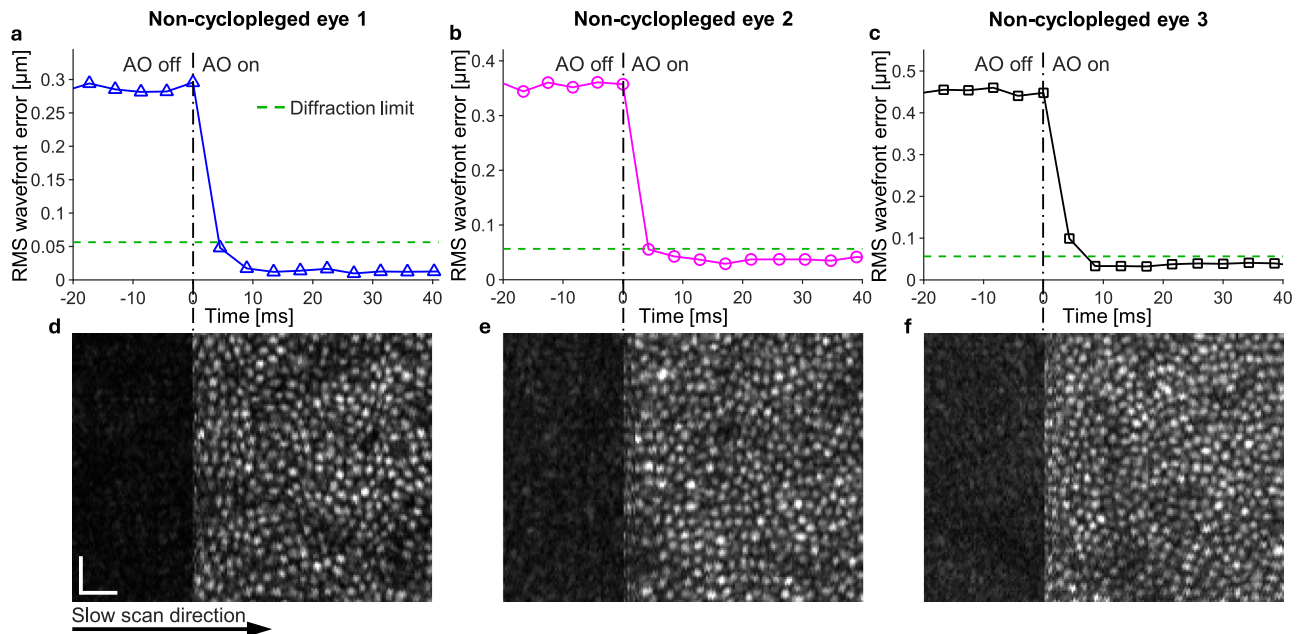 Non-cyclopleged eye 1
Non-cyclopleged eye 2
Non-cyclopleged eye 3
a
AO off
AO on
Diffraction limit
RMS wavefront error [µm]
0.3
0.25
0.2
0.15
0.1
0.05
0
-20
-10
0
10
20
30
40
Time [ms]
b
AO off
AO on
RMS wavefront error [µm]
0.4
0.3
0.2
0.1
0
-20
-10
0
10
20
30
40
Time [ms]
c
AO off
AO on
RMS wavefront error [µm]
0.5
0.4
0.3
0.2
0.1
0
-20
-10
0
10
20
30
40
Time [ms]
d
e
f
Slow scan direction